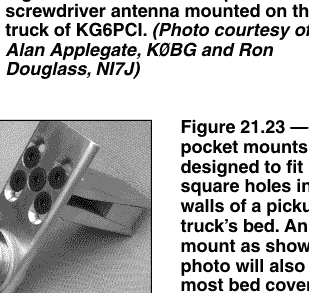 screwdriver antenna mounted on th
truck of KG6PCI. (Photo courtesy of
Alan Applegate, KØBG and Ron
Douglass, NI7J)
Figure 21.23 —
pocket mounts
designed to fit
square holes in
walls of a picku
truck's bed. An
mount as show
photo will also
most bed cover